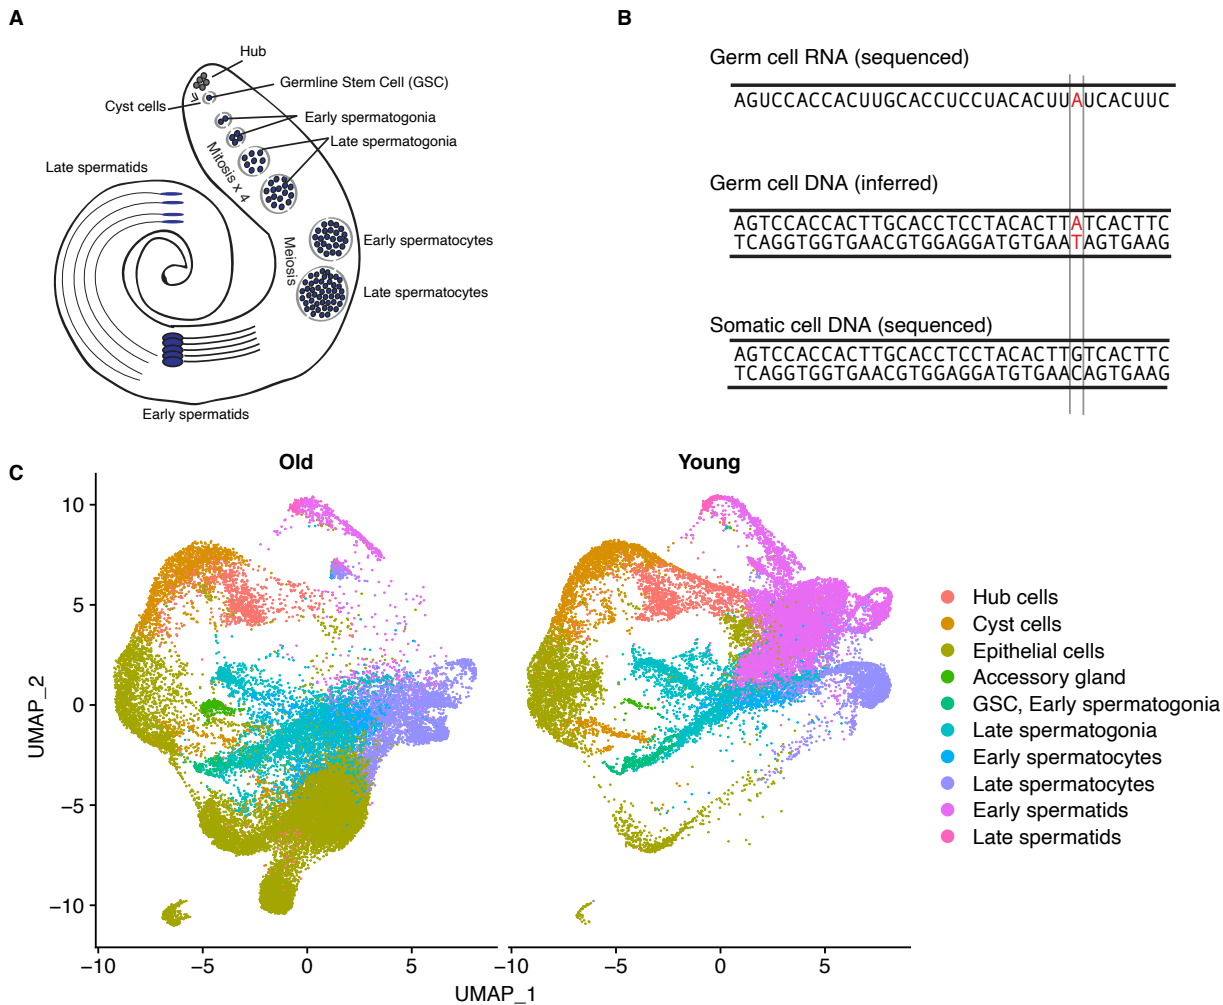 A
Hub
Germline Stem Cell (GSC)
Cyst cells
Early spermatogonia
Late spermatogonia
Mitosis x 4
Late spermatids
Early spermatocytes
Meiosis
Late spermatocytes
Early spermatids
B
Germ cell RNA (sequenced)
AGUCCACCACUUGCACCUCCUACACUUAUCACUUC
Germ cell DNA (inferred)
AGTCCACCACTTGCACCTCCTACACTTATCACTTC
TCAGGTGGTGAACGTGGAGGATGTGAATAGTGAAG
Somatic cell DNA (sequenced)
AGTCCACCACTTGCACCTCCTACACTTGTCACTTC
TCAGGTGGTGAACGTGGAGGATGTGAACAGTGAAG
C
Old
Young
UMAP_2
10
5
0
−5
−10
−10 −5 0 5
−10 −5 0 5
UMAP_1
Hub cells
Cyst cells
Epithelial cells
Accessory gland
GSC, Early spermatogonia
Late spermatogonia
Early spermatocytes
Late spermatocytes
Early spermatids
Late spermatids